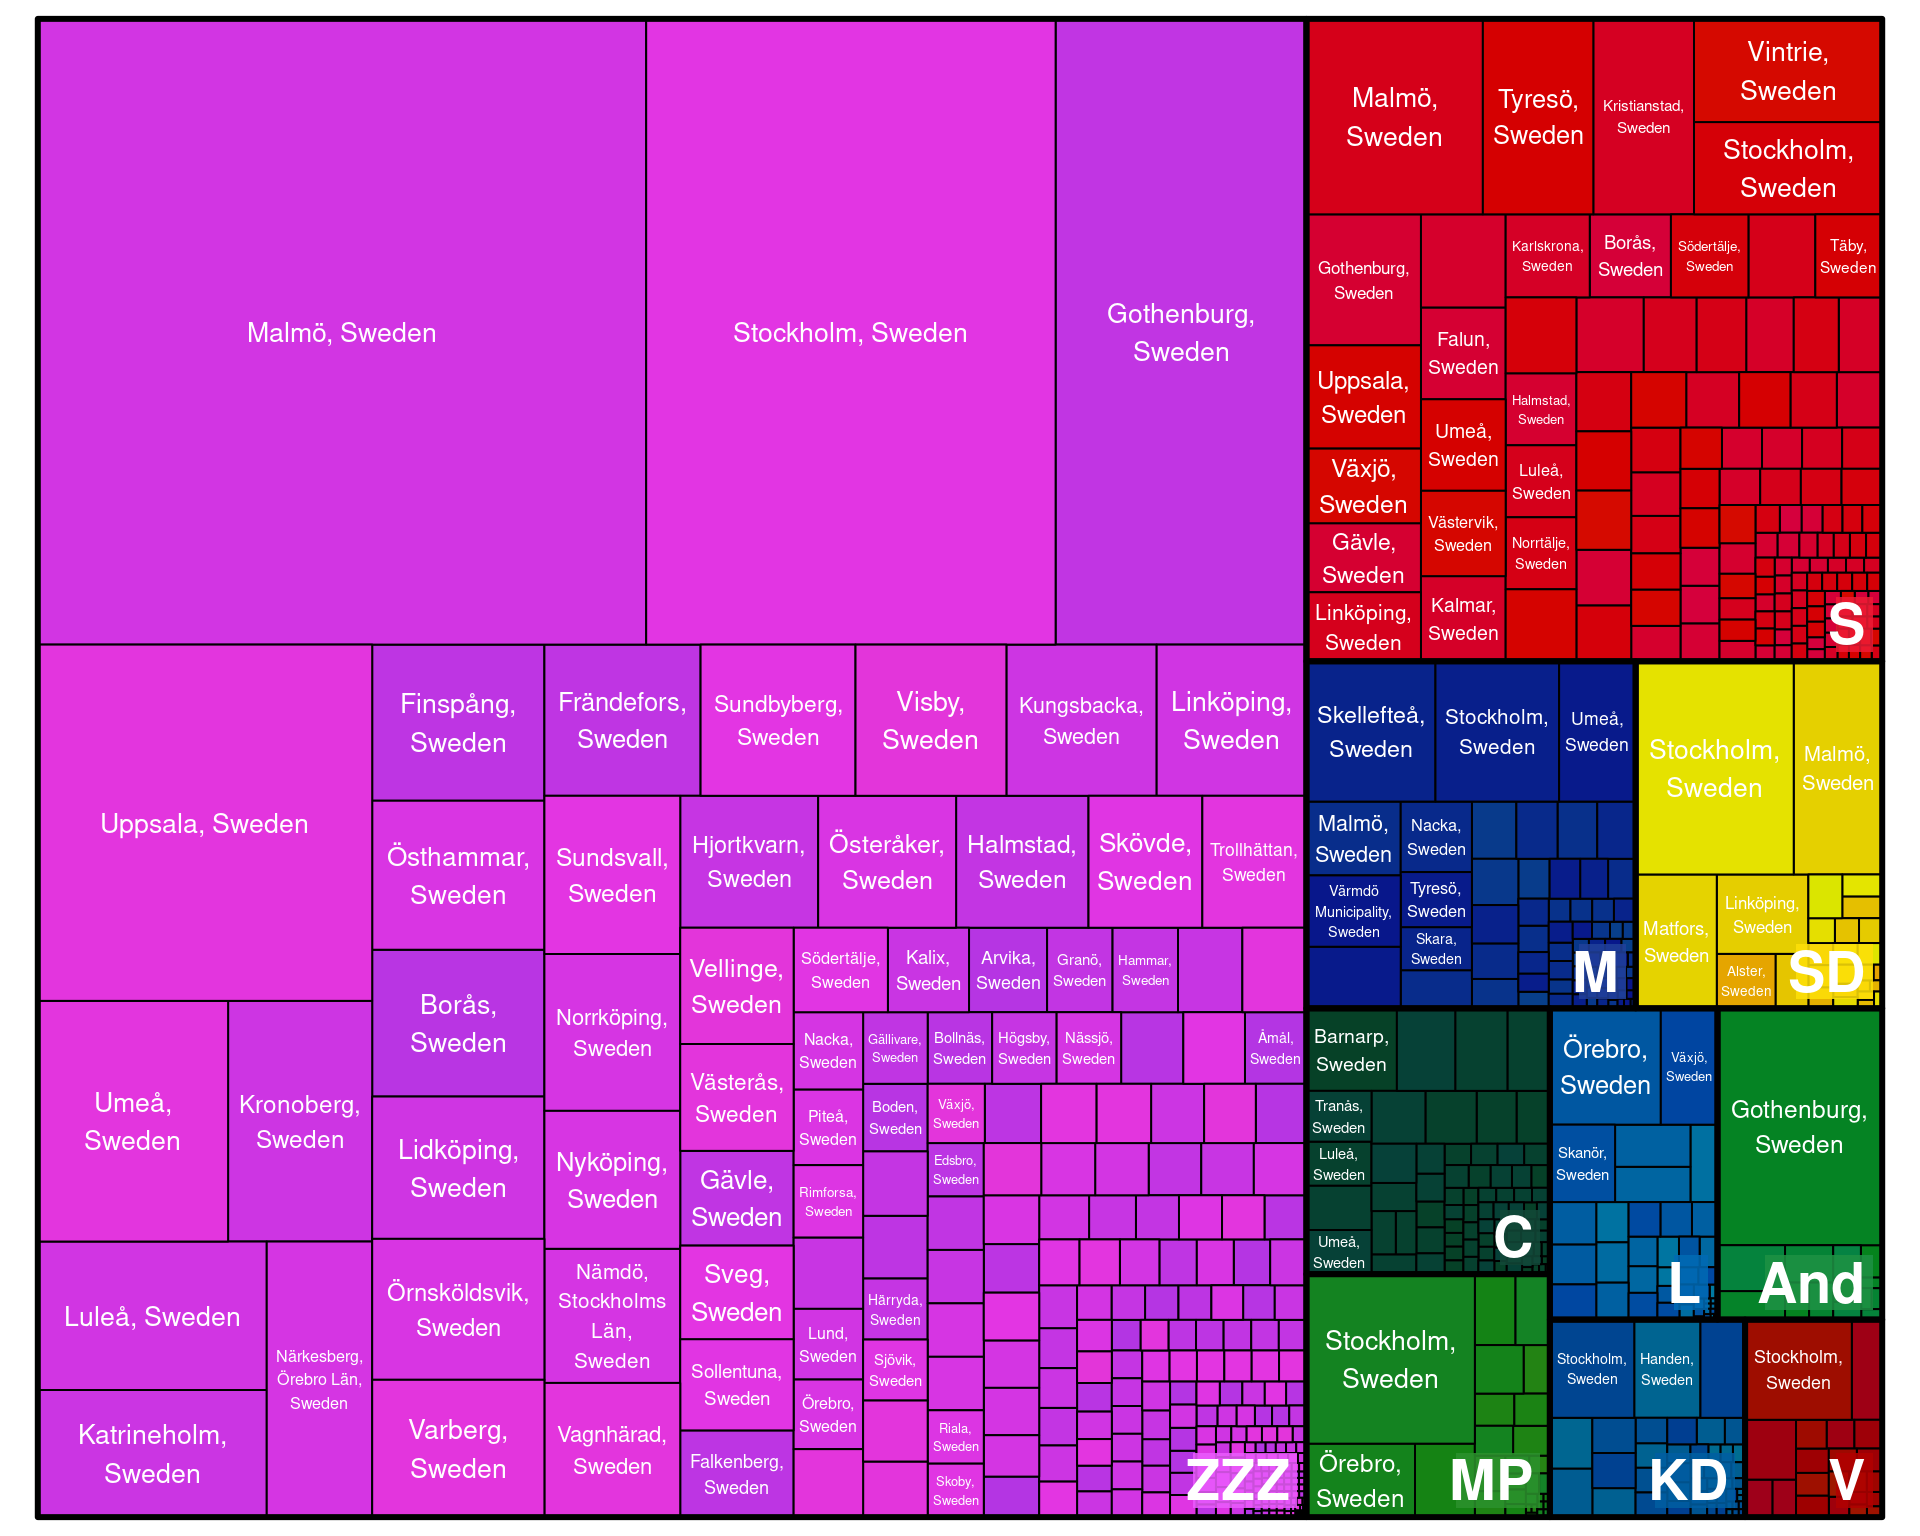 Malmö, Sweden
Stockholm, Sweden
Gothenburg,
Sweden
Uppsala, Sweden
Umeå,
Sweden
Kronoberg,
Sweden
Luleå, Sweden
Katrineholm,
Sweden
Närkesberg,
Örebro Län,
Sweden
Finspång,
Sweden
Östhammar,
Sweden
Borås,
Sweden
Lidköping,
Sweden
Örnsköldsvik,
Sweden
Varberg,
Sweden
Frändefors,
Sweden
Sundbyberg,
Sweden
Visby,
Sweden
Kungsbacka,
Sweden
Linköping,
Sweden
Sundsvall,
Sweden
Norrköping,
Sweden
Nyköping,
Sweden
Nämdö,
Stockholms
Län,
Sweden
Vagnhärad,
Sweden
Hjortkvarn,
Sweden
Österåker,
Sweden
Halmstad,
Sweden
Skövde,
Sweden
Trollhättan,
Sweden
Vellinge,
Sweden
Västerås,
Sweden
Gävle,
Sweden
Sveg,
Sweden
Sollentuna,
Sweden
Falkenberg,
Sweden
Södertälje,
Sweden
Kalix,
Sweden
Arvika,
Sweden
Granö,
Sweden
Hammar,
Sweden
Nacka,
Sweden
Piteå,
Sweden
Rimforsa,
Sweden
Lund,
Sweden
Örebro,
Sweden
Gällivare,
Sweden
Boden,
Sweden
Härryda,
Sweden
Sjövik,
Sweden
Bollnäs,
Sweden
Högsby,
Sweden
Nässjö,
Sweden
Åmål,
Sweden
Växjö,
Sweden
Edsbro,
Sweden
Riala,
Sweden
Skoby,
Sweden
ZZZ
Malmö,
Sweden
Tyresö,
Sweden
Kristianstad,
Sweden
Vintrie,
Sweden
Stockholm,
Sweden
Gothenburg,
Sweden
Uppsala,
Sweden
Växjö,
Sweden
Gävle,
Sweden
Linköping,
Sweden
Falun,
Sweden
Umeå,
Sweden
Västervik,
Sweden
Kalmar,
Sweden
Karlskrona,
Sweden
Borås,
Sweden
Södertälje,
Sweden
Täby,
Sweden
Halmstad,
Sweden
Luleå,
Sweden
Norrtälje,
Sweden
S
Skellefteå,
Sweden
Stockholm,
Sweden
Umeå,
Sweden
Malmö,
Sweden
Värmdö
Municipality,
Sweden
Nacka,
Sweden
Tyresö,
Sweden
Skara,
Sweden
M
Stockholm,
Sweden
Malmö,
Sweden
Matfors,
Sweden
Linköping,
Sweden
Alster,
Sweden
SD
Barnarp,
Sweden
Tranås,
Sweden
Luleå,
Sweden
Umeå,
Sweden
C
Örebro,
Sweden
Växjö,
Sweden
Skanör,
Sweden
L
Gothenburg,
Sweden
And
Stockholm,
Sweden
Örebro,
Sweden
MP
Stockholm,
Sweden
Handen,
Sweden
KD
Stockholm,
Sweden
V